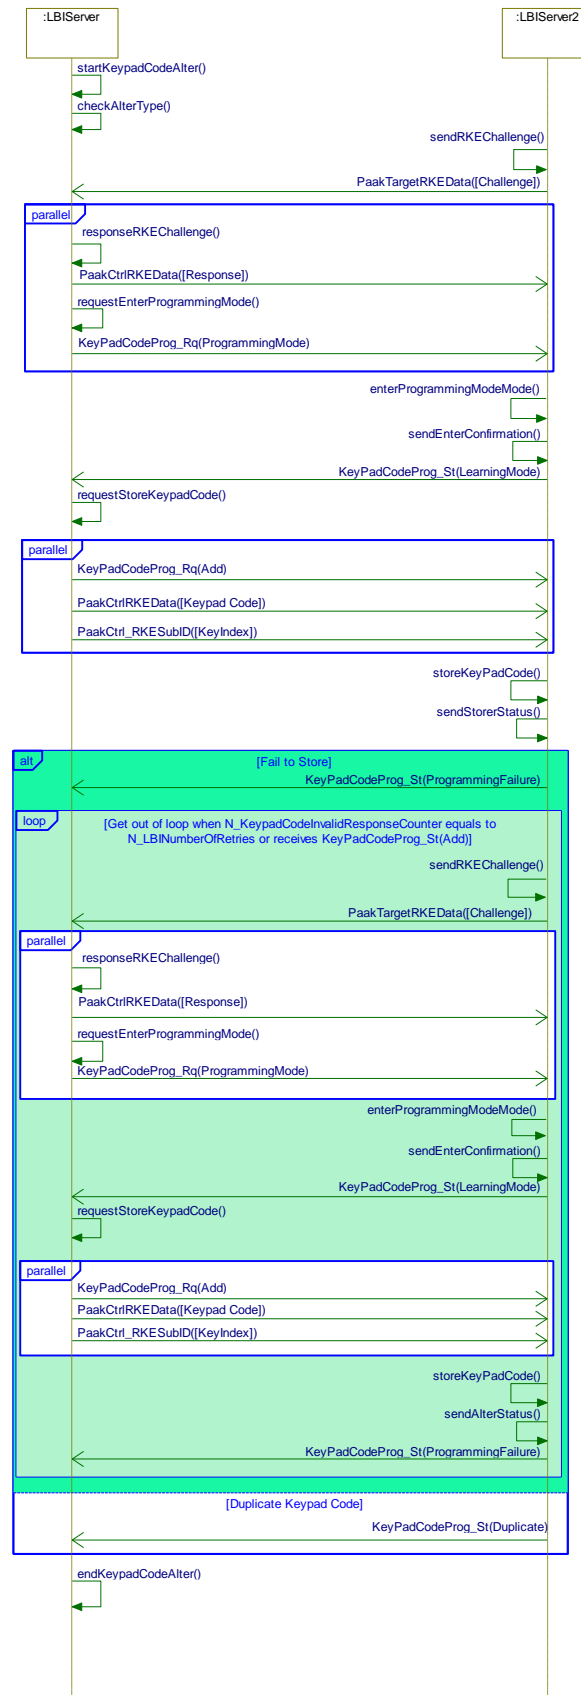 :LBIServer
:LBIServer2
startKeypadCodeAlter()
checkAlterType()
sendRKEChallenge()
PaakTargetRKEData([Challenge])
parallel
responseRKEChallenge()
PaakCtrlRKEData([Response])
requestEnterProgrammingMode()
KeyPadCodeProg_Rq(ProgrammingMode)
enterProgrammingModeMode()
sendEnterConfirmation()
KeyPadCodeProg_St(LearningMode)
requestStoreKeypadCode()
parallel
KeyPadCodeProg_Rq(Add)
PaakCtrlRKEData([Keypad Code])
PaakCtrl_RKESubID([KeyIndex])
storeKeyPadCode()
sendStorerStatus()
alt
[Fail to Store]
KeyPadCodeProg_St(ProgrammingFailure)
loop
[Get out of loop when N_KeypadCodeInvalidResponseCounter equals to
N_LBINumberOfRetries or receives KeyPadCodeProg_St(Add)]
sendRKEChallenge()
PaakTargetRKEData([Challenge])
parallel
responseRKEChallenge()
PaakCtrlRKEData([Response])
requestEnterProgrammingMode()
KeyPadCodeProg_Rq(ProgrammingMode)
enterProgrammingModeMode()
sendEnterConfirmation()
KeyPadCodeProg_St(LearningMode)
requestStoreKeypadCode()
parallel
KeyPadCodeProg_Rq(Add)
PaakCtrlRKEData([Keypad Code])
PaakCtrl_RKESubID([KeyIndex])
storeKeyPadCode()
sendAlterStatus()
KeyPadCodeProg_St(ProgrammingFailure)
[Duplicate Keypad Code]
KeyPadCodeProg_St(Duplicate)
endKeypadCodeAlter()